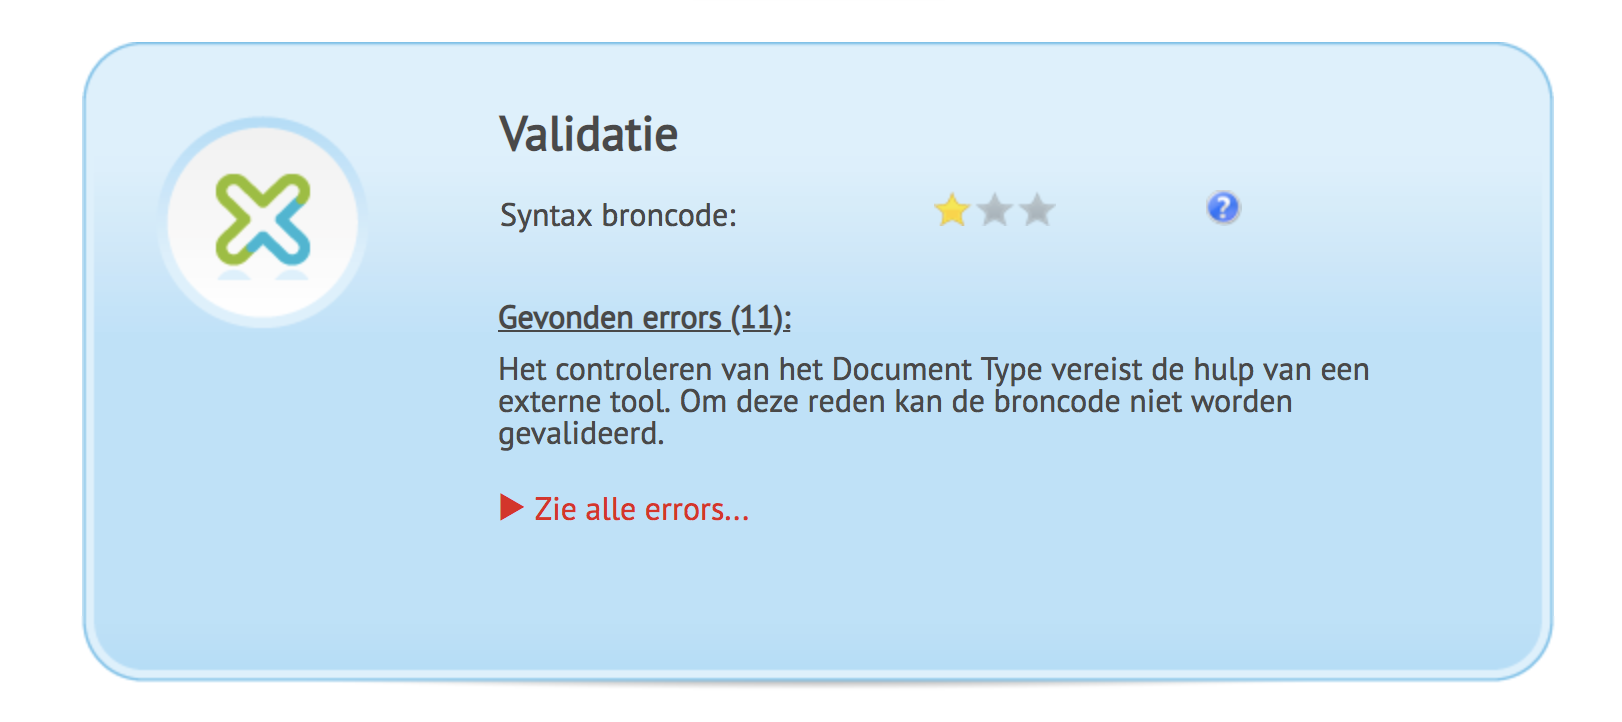 Validatie
Syntax broncode:
?
Gevonden errors (11):
Het controleren van het Document Type vereist de hulp van een
externe tool. Om deze reden kan de broncode niet worden
gevalideerd.
Zie alle errors...